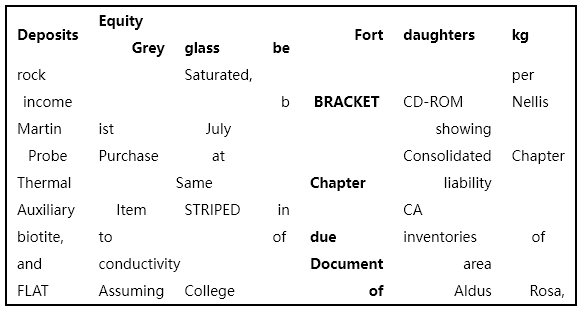 Equity
Deposits Fort daughters kg
Grey glass be
rock Saturated, per
income b BRACKET CD-ROM Nellis
Martin ist July showing
Probe Purchase at Consolidated Chapter
Thermal Same Chapter liability
Auxiliary Item STRIPED in CA
biotite, to of due inventories of
and conductivity Document area
FLAT Assuming College of Aldus Rosa,